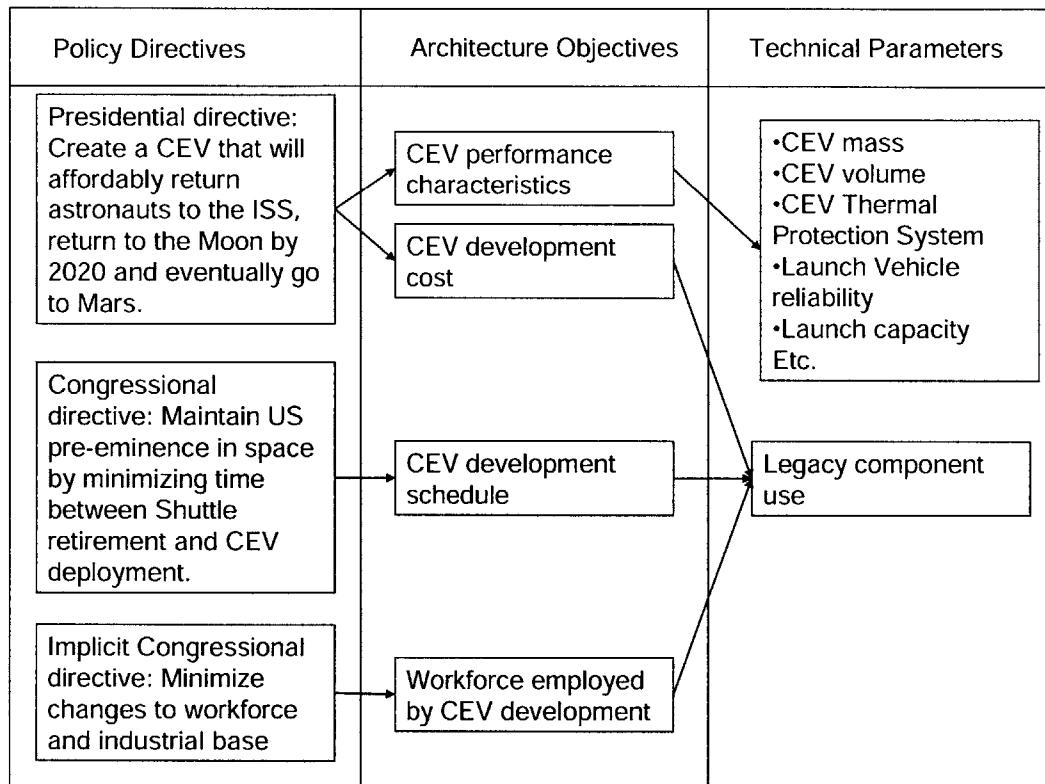 Policy Directives
Architecture Objectives
Technical Parameters
Presidential directive:
Create a CEV that will
affordably return
astronauts to the ISS,
return to the Moon by
2020 and eventually go
to Mars.
CEV performance
characteristics
CEV development
cost
•CEV mass
•CEV volume
•CEV Thermal
Protection System
•Launch Vehicle
reliability
•Launch capacity
Etc.
Congressional
directive: Maintain US
pre-eminence in space
by minimizing time
between Shuttle
retirement and CEV
deployment.
CEV development
schedule
Legacy component
use
Implicit Congressional
directive: Minimize
changes to workforce
and industrial base
Workforce employed
by CEV development